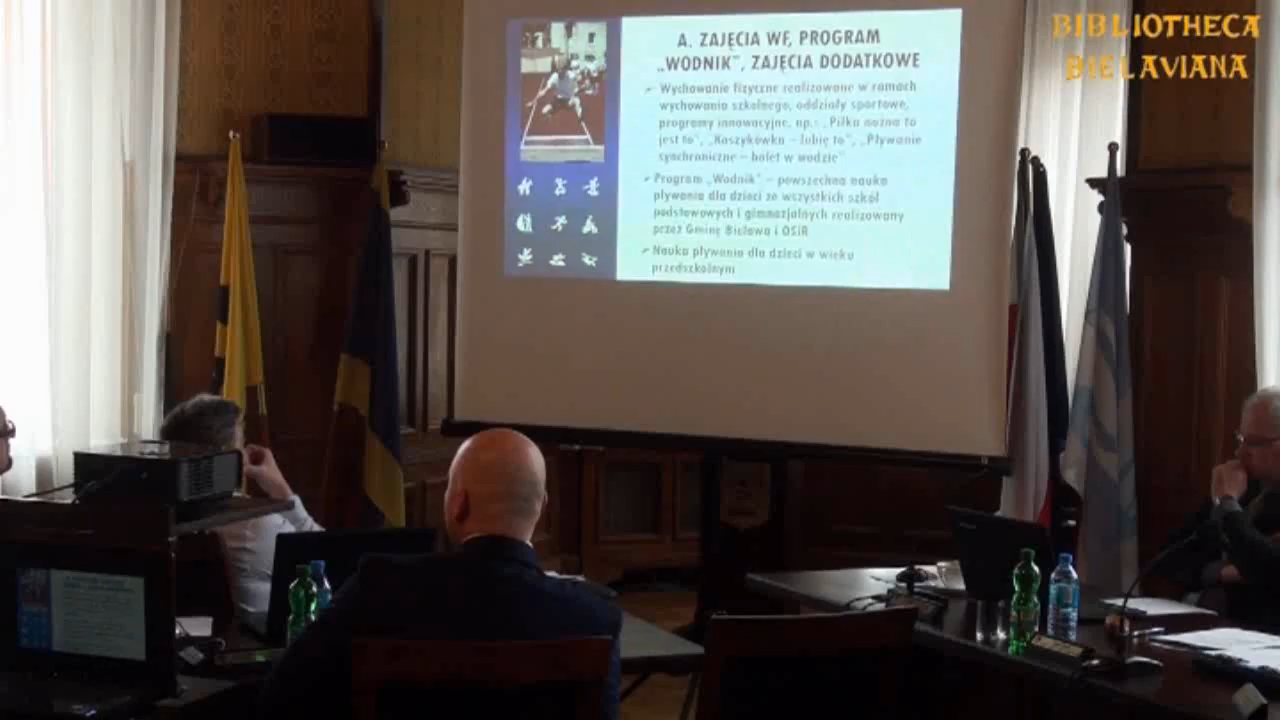 BIBLIOTHECA
BIELAVIANA
A. ZAJĘCIA WF, PROGRAM
„WODNIK”, ZAJĘCIA DODATKOWE
Wychowanie fizyczne realizowane w ramach
wychowania szkolnego, oddziały sportowe,
programy innowacyjne, np.: „Piłka nożna to
jest to”, „Koszykówka – lubię to”, „Pływanie
synchroniczne – balet w wodzie”
Program „Wodnik” – powszechna nauka
pływania dla dzieci ze wszystkich szkół
podstawowych i gimnazjalnych realizowany
przez Gminę Bielawa i OSiR
Nauka pływania dla dzieci w wieku
przedszkolnym